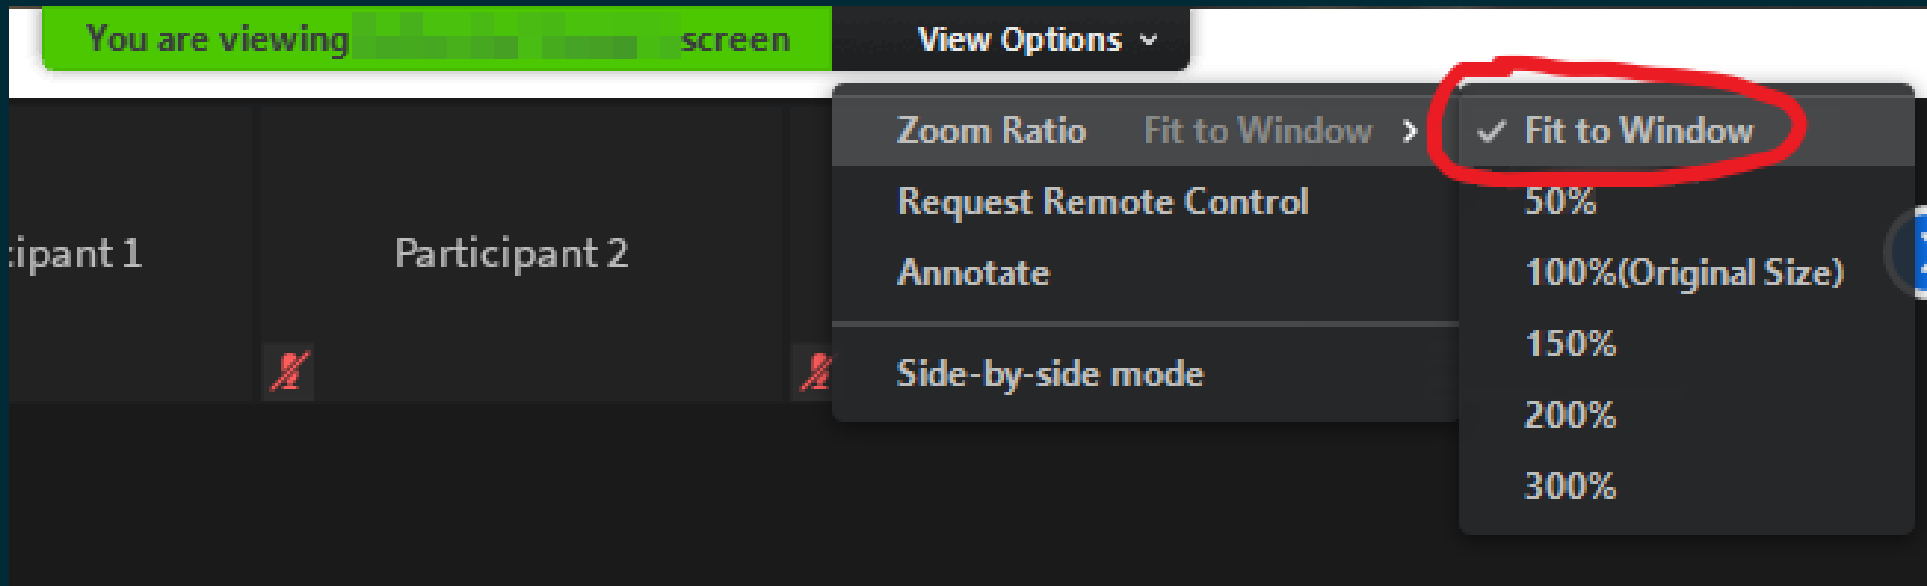 You are viewing screen
View Options
Zoom Ratio Fit to Window
Request Remote Control
Annotate
Side-by-side mode
Fit to Window
50%
100%(Original Size)
150%
200%
300%
cipant 1
Participant 2